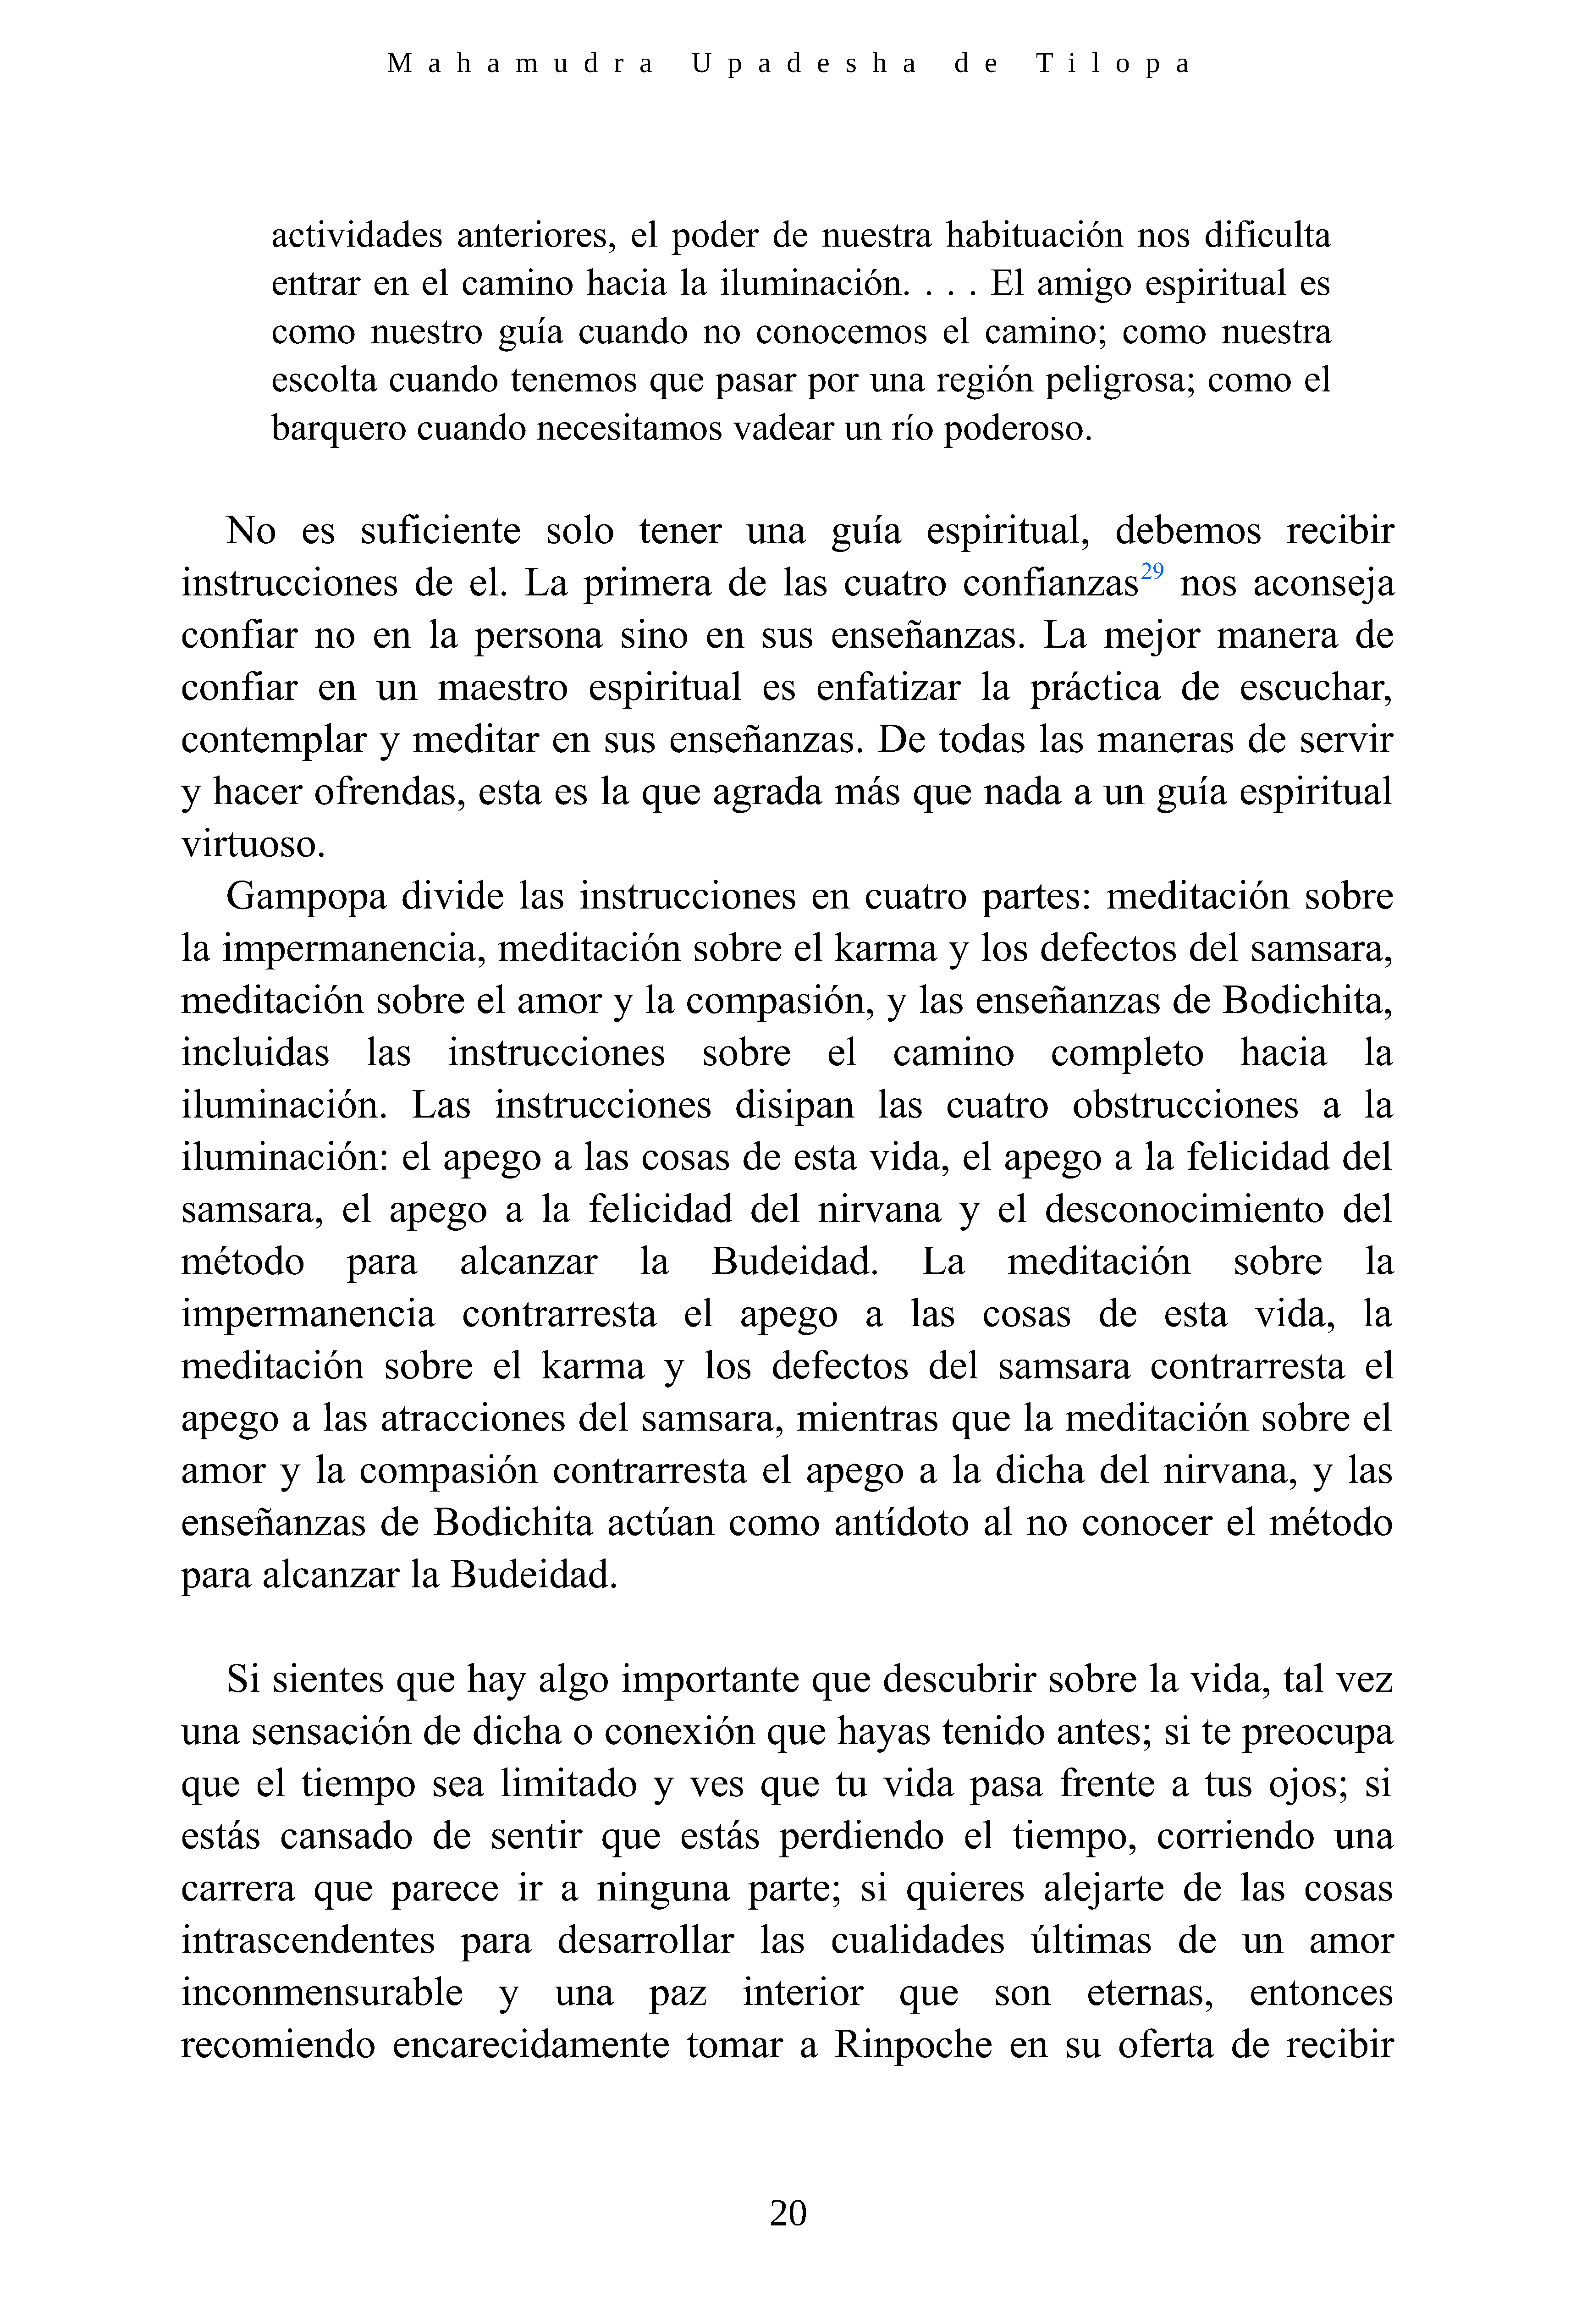 Mahamudra Upadesha de Tilopa
actividades anteriores, el poder de nuestra habituación nos dificulta
entrar en el camino hacia la iluminación. . . . El amigo espiritual es
como nuestro guía cuando no conocemos el camino; como nuestra
escolta cuando tenemos que pasar por una región peligrosa; como el
barquero cuando necesitamos vadear un río poderoso.
No es suficiente solo tener una guía espiritual, debemos recibir
instrucciones de el. La primera de las cuatro confianzas29 nos aconseja
confiar no en la persona sino en sus enseñanzas. La mejor manera de
confiar en un maestro espiritual es enfatizar la práctica de escuchar,
contemplar y meditar en sus enseñanzas. De todas las maneras de servir
y hacer ofrendas, esta es la que agrada más que nada a un guía espiritual
virtuoso.
Gampopa divide las instrucciones en cuatro partes: meditación sobre
la impermanencia, meditación sobre el karma y los defectos del samsara,
meditación sobre el amor y la compasión, y las enseñanzas de Bodichita,
incluidas las instrucciones sobre el camino completo hacia la
iluminación. Las instrucciones disipan las cuatro obstrucciones a la
iluminación: el apego a las cosas de esta vida, el apego a la felicidad del
samsara, el apego a la felicidad del nirvana y el desconocimiento del
método para alcanzar la Budeidad. La meditación sobre la
impermanencia contrarresta el apego a las cosas de esta vida, la
meditación sobre el karma y los defectos del samsara contrarresta el
apego a las atracciones del samsara, mientras que la meditación sobre el
amor y la compasión contrarresta el apego a la dicha del nirvana, y las
enseñanzas de Bodichita actúan como antídoto al no conocer el método
para alcanzar la Budeidad.
Si sientes que hay algo importante que descubrir sobre la vida, tal vez
una sensación de dicha o conexión que hayas tenido antes; si te preocupa
que el tiempo sea limitado y ves que tu vida pasa frente a tus ojos; si
estás cansado de sentir que estás perdiendo el tiempo, corriendo una
carrera que parece ir a ninguna parte; si quieres alejarte de las cosas
intrascendentes para desarrollar las cualidades últimas de un amor
inconmensurable y una paz interior que son eternas, entonces
recomiendo encarecidamente tomar a Rinpoche en su oferta de recibir
20